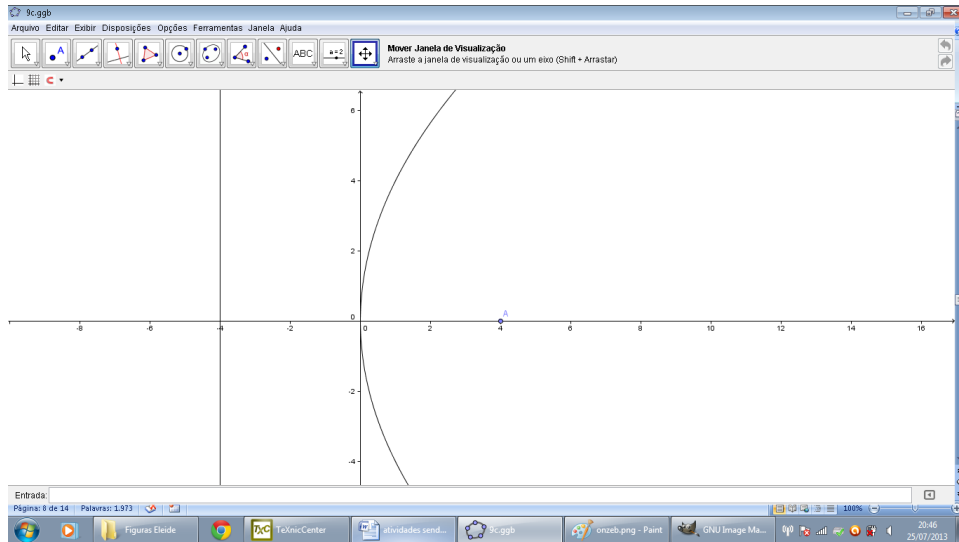 9c.ggb
Arquivo Editar Exibir Disposições Opções Ferramentas Janela Ajuda
A
ABC
a=2
Mover Janela de Visualização
Arraste a janela de visualização ou um eixo (Shift + Arrastar)
6
4
2
0
-2
-4
-8 -6 -4 -2 0 2 4 6 8 10 12 14 16
A
Entrada:
Página: 8 de 14 Palavras: 1.973 100%
Figuras Eleide TXC TeXnicCenter atividades send... 9c.ggb onzeb.png - Paint GNU Image Ma... 20:46
25/07/2013